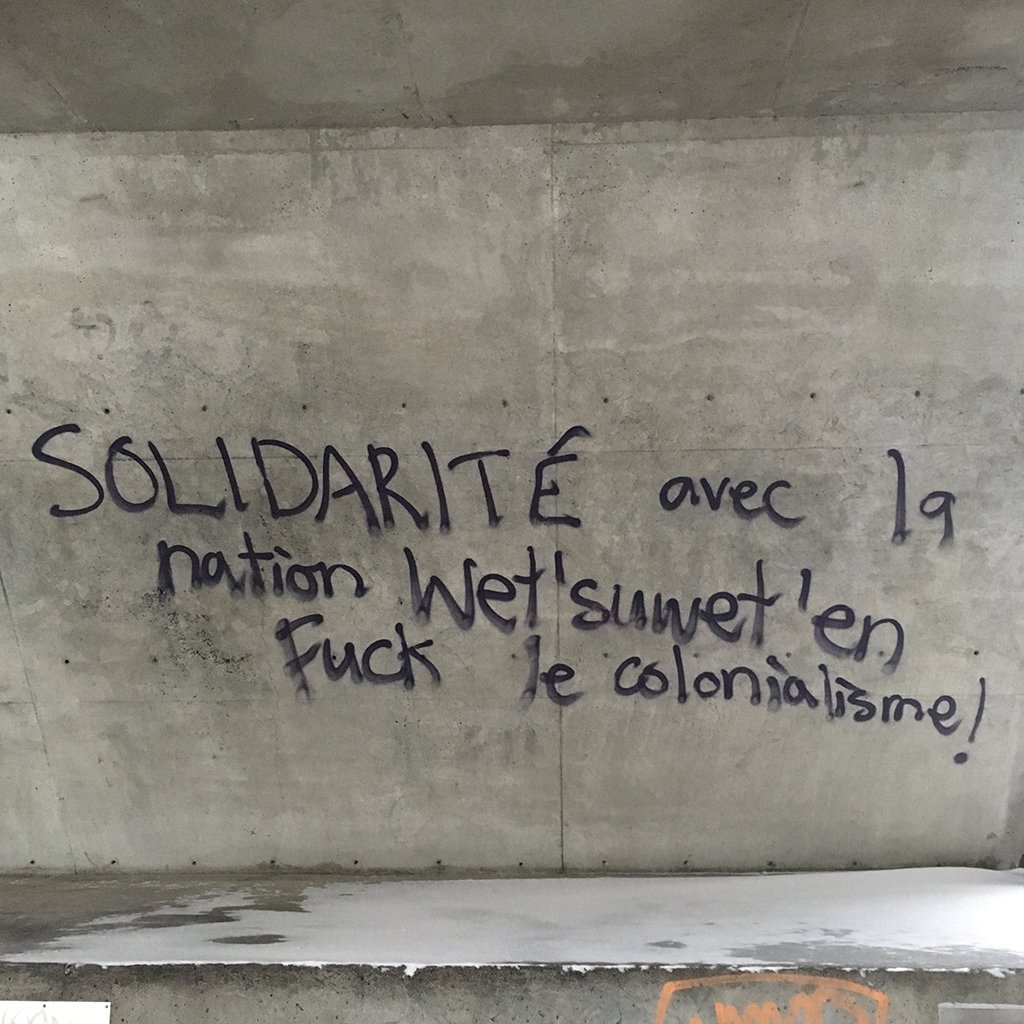 SOLIDARITÉ avec la
nation Wet'suwet'en
Fuck le colonialisme!